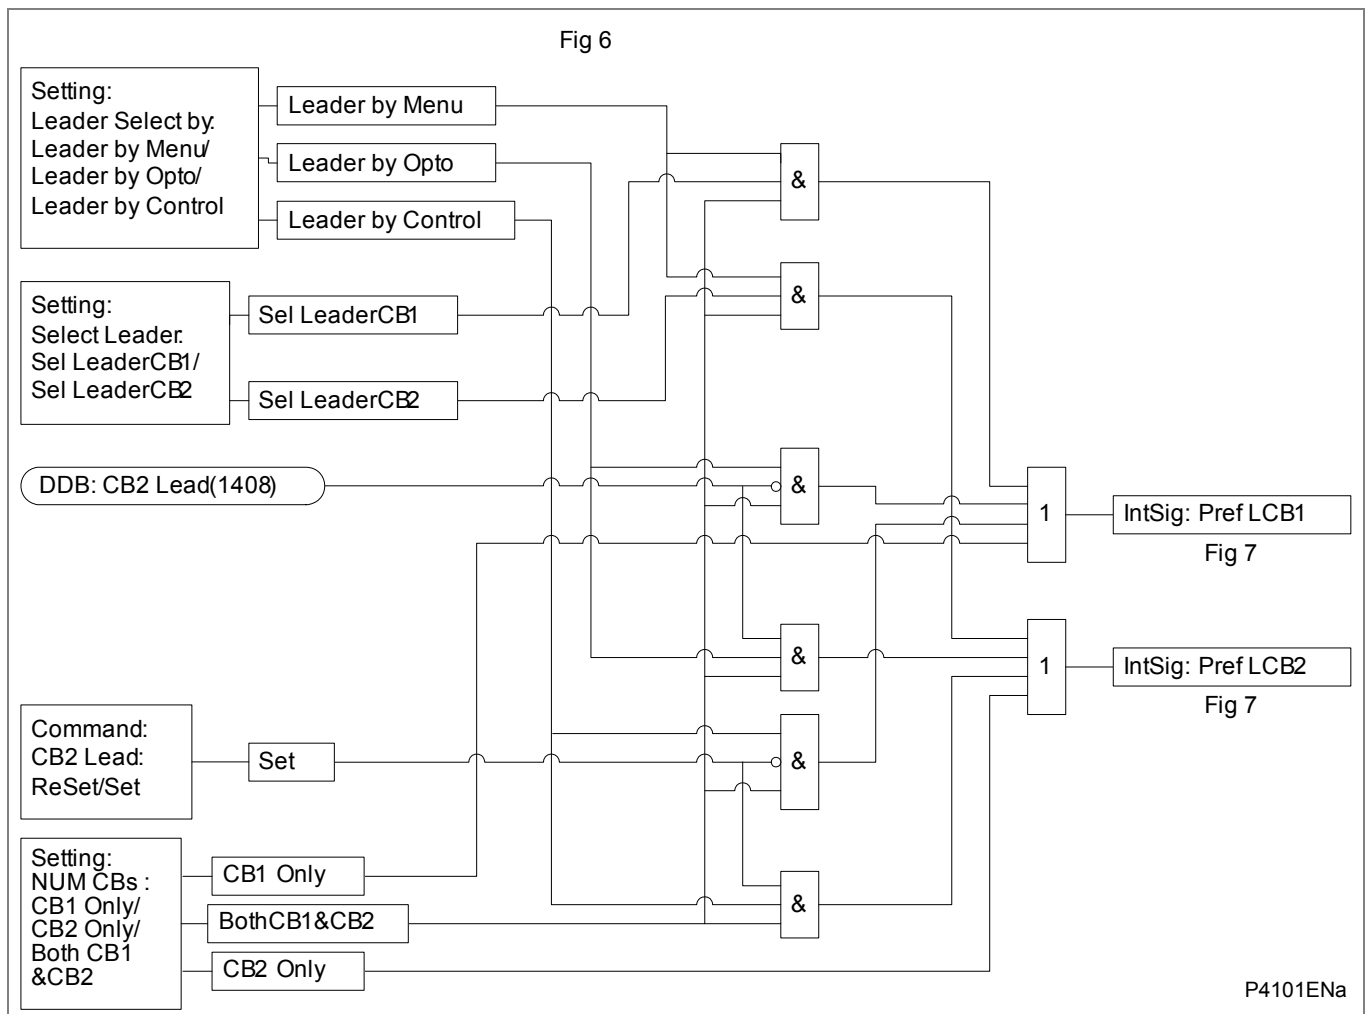 Fig 6
Setting:
Leader Select by:
Leader by Menu/
Leader by Opto/
Leader by Control
Leader by Menu
Leader by Opto
Leader by Control
&
&
Setting:
Select Leader:
Sel LeaderCB1/
Sel LeaderCB2
Sel LeaderCB1
Sel LeaderCB2
DDB: CB2 Lead(1408)
&
1
IntSig: Pref LCB1
Fig 7
&
1
IntSig: Pref LCB2
Fig 7
Command:
CB2 Lead:
ReSet/Set
Set
&
Setting:
NUM CBs :
CB1 Only/
CB2 Only/
Both CB1
&CB2
CB1 Only
BothCB1&CB2
CB2 Only
&
P4101ENa